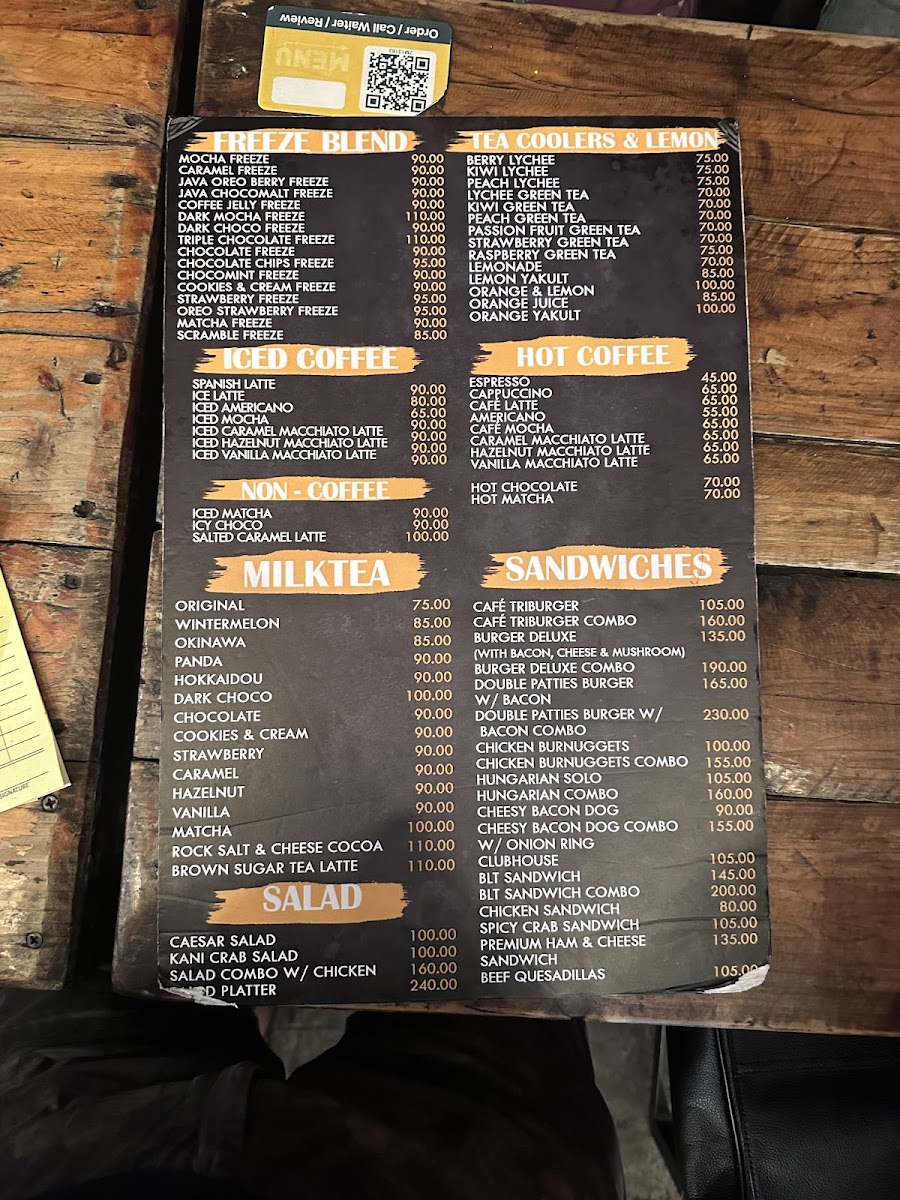 Order / Call Waiter / Review
MENU
FREEZE BLEND
MOCHA FREEZE 90.00
CARAMEL FREEZE 90.00
JAVA OREO BERRY FREEZE 90.00
JAVA CHOCOMALT FREEZE 90.00
COFFEE JELLY FREEZE 90.00
DARK MOCHA FREEZE 110.00
DARK CHOCO FREEZE 90.00
TRIPLE CHOCOLATE FREEZE 110.00
CHOCOLATE FREEZE 90.00
CHOCOLATE CHIPS FREEZE 95.00
CHOCOMINT FREEZE 90.00
COOKIES & CREAM FREEZE 90.00
STRAWBERRY FREEZE 95.00
OREO STRAWBERRY FREEZE 95.00
MATCHA FREEZE 90.00
SCRAMBLE FREEZE 85.00
ICED COFFEE
SPANISH LATTE 90.00
ICE LATTE 80.00
ICED AMERICANO 65.00
ICED MOCHA 90.00
ICED CARAMEL MACCHIATO LATTE 90.00
ICED HAZELNUT MACCHIATO LATTE 90.00
ICED VANILLA MACCHIATO LATTE 90.00
NON - COFFEE
ICED MATCHA 90.00
ICY CHOCO 90.00
SALTED CARAMEL LATTE 100.00
MILKTEA
ORIGINAL 75.00
WINTERMELON 85.00
OKINAWA 85.00
PANDA 90.00
HOKKAIDOU 90.00
DARK CHOCO 100.00
CHOCOLATE 90.00
COOKIES & CREAM 90.00
STRAWBERRY 90.00
CARAMEL 90.00
HAZELNUT 90.00
VANILLA 90.00
MATCHA 100.00
ROCK SALT & CHEESE COCOA 110.00
BROWN SUGAR TEA LATTE 110.00
SALAD
CAESAR SALAD 100.00
KANI CRAB SALAD 100.00
SALAD COMBO W/ CHICKEN 160.00
PLATTER 240.00
TEA COOLERS & LEMON
BERRY LYCHEE 75.00
KIWI LYCHEE 75.00
PEACH LYCHEE 75.00
LYCHEE GREEN TEA 70.00
KIWI GREEN TEA 70.00
PEACH GREEN TEA 70.00
PASSION FRUIT GREEN TEA 70.00
STRAWBERRY GREEN TEA 70.00
RASPBERRY GREEN TEA 75.00
LEMONADE 70.00
LEMON YAKULT 85.00
ORANGE & LEMON 100.00
ORANGE JUICE 85.00
ORANGE YAKULT 100.00
HOT COFFEE
ESPRESSO 45.00
CAPPUCCINO 65.00
CAFÉ LATTE 65.00
AMERICANO 55.00
CAFÉ MOCHA 65.00
CARAMEL MACCHIATO LATTE 65.00
HAZELNUT MACCHIATO LATTE 65.00
VANILLA MACCHIATO LATTE 65.00
HOT CHOCOLATE 70.00
HOT MATCHA 70.00
SANDWICHES
CAFÉ TRIBURGER 105.00
CAFÉ TRIBURGER COMBO 160.00
BURGER DELUXE 135.00
(WITH BACON, CHEESE & MUSHROOM)
BURGER DELUXE COMBO 190.00
DOUBLE PATTIES BURGER 165.00
W/ BACON
DOUBLE PATTIES BURGER W/ 230.00
BACON COMBO
CHICKEN BURNUGGETS 100.00
CHICKEN BURNUGGETS COMBO 155.00
HUNGARIAN SOLO 105.00
HUNGARIAN COMBO 160.00
CHEESY BACON DOG 90.00
CHEESY BACON DOG COMBO 155.00
W/ ONION RING
CLUBHOUSE 105.00
BLT SANDWICH 145.00
BLT SANDWICH COMBO 200.00
CHICKEN SANDWICH 80.00
SPICY CRAB SANDWICH 105.00
PREMIUM HAM & CHEESE 135.00
SANDWICH
BEEF QUESADILLAS 105.00
SIGNATURE